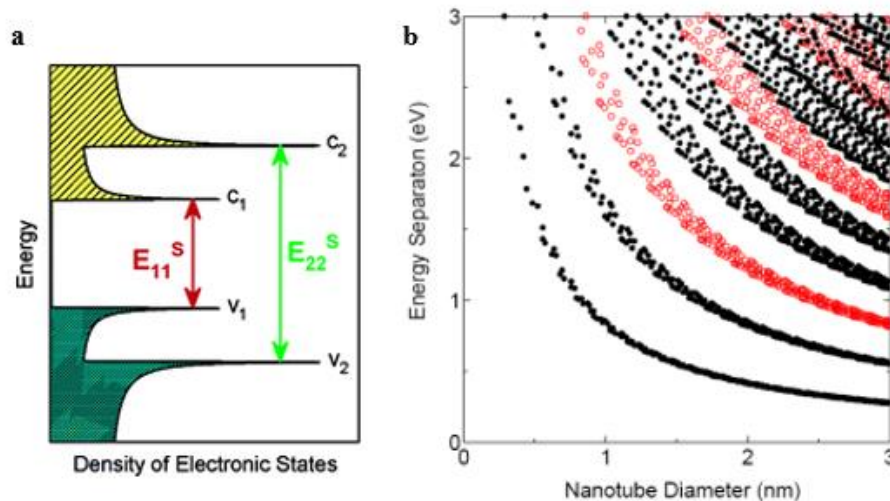 a
Energy
C2
C1
E11S
E22S
V1
V2
Density of Electronic States
b
Energy Separaton (eV)
3
2
1
0
0
1
2
3
Nanotube Diameter (nm)